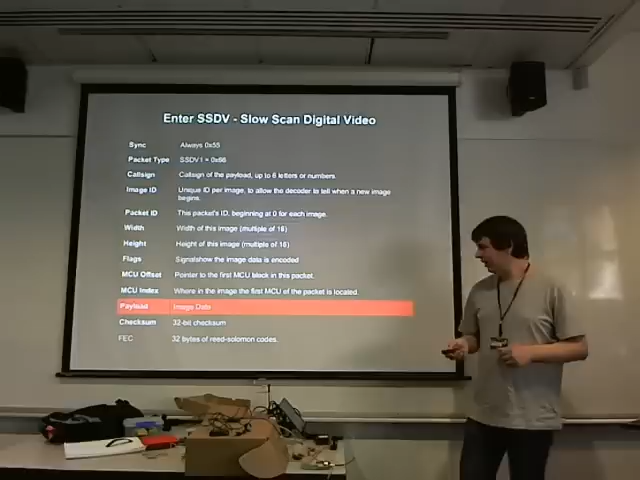 Enter SSDV - Slow Scan Digital Video
Sync Always 0x55
Packet Type SSDV1 = 0x66
Callsign Callsign of the payload, up to 6 letters or numbers.
Image ID Unique ID per image, to allow the decoder to tell when a new image
begins.
Packet ID This packet's ID, beginning at 0 for each image.
Width Width of this image (multiple of 16)
Height Height of this image (multiple of 16)
Flags Signalshow the image data is encoded
MCU Offset Pointer to the first MCU block in this packet.
MCU Index Where in the image the first MCU of the packet is located.
Payload Image Data
Checksum 32-bit checksum
FEC 32 bytes of reed-solomon codes.